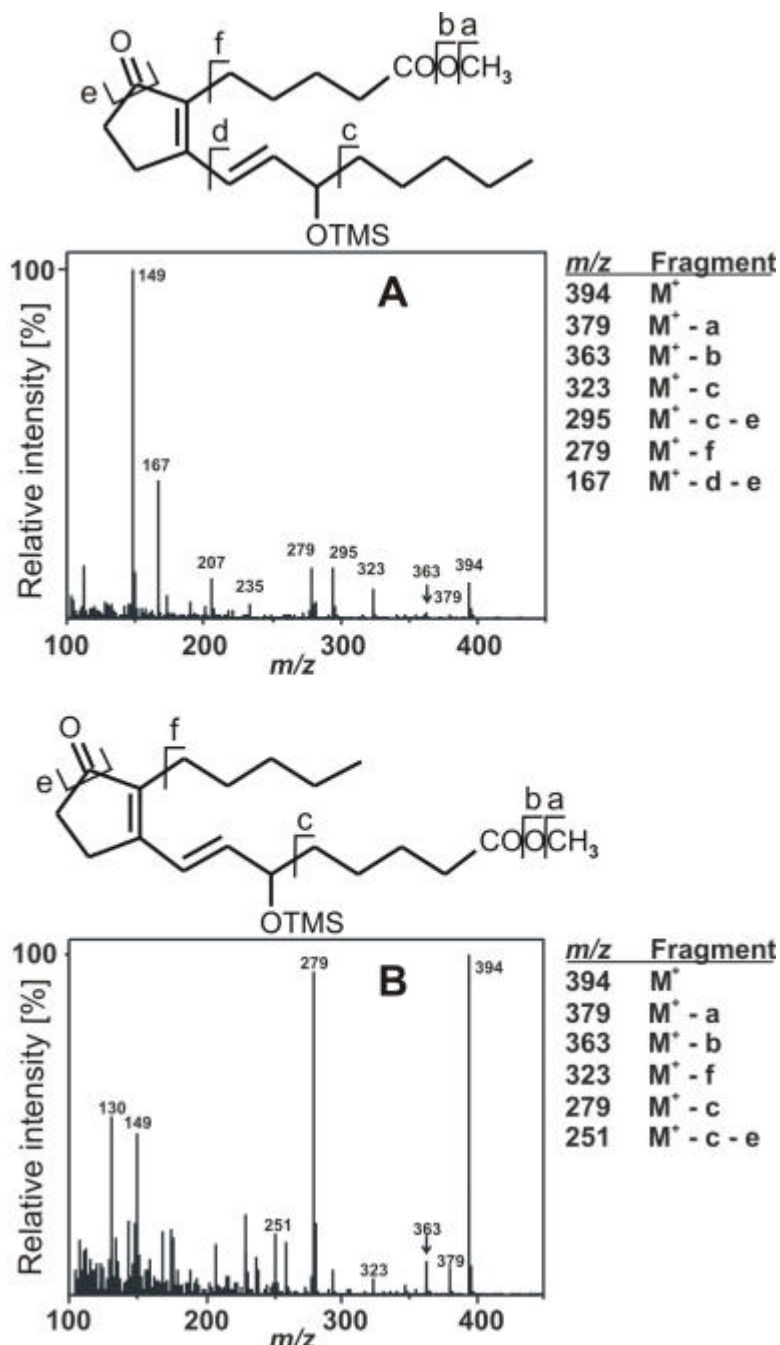 b a
O
f
COOCH3
e
d
c
OTMS
A
100
149
167
207
235
279
295
323
363
379
394
Relative intensity [%]
100 200 300 400
m/z
m/z Fragment
394 M+
379 M+ - a
363 M+ - b
323 M+ - c
295 M+ - c - e
279 M+ - f
167 M+ - d - e
O
f
e
c
b a
COOCH3
OTMS
B
100
130
149
251
279
323
363
379
394
Relative intensity [%]
100 200 300 400
m/z
m/z Fragment
394 M+
379 M+ - a
363 M+ - b
323 M+ - f
279 M+ - c
251 M+ - c - e